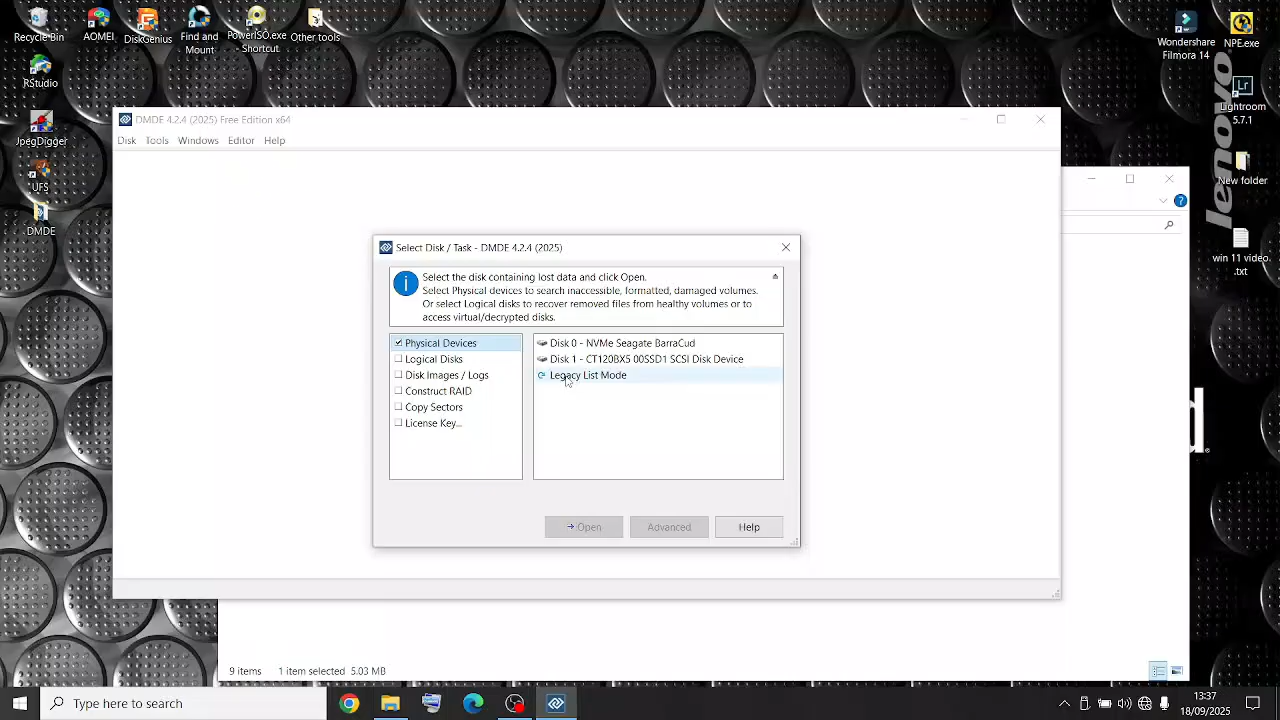 Recycle Bin
AOMEI
DiskGenius
Find and
Mount
PowerISO.exe
- Shortcut
Other tools
RStudio
JpegDigger
UFS
DMDE
Wondershare
Filmora 14
NPE.exe
Lightroom
5.7.1
New folder
win 11 video.
.txt
lenovo
DMDE 4.2.4 (2025) Free Edition x64
Disk Tools Windows Editor Help
Select Disk / Task - DMDE 4.2.4 (2025)
Select the disk containing lost data and click Open.
Select Physical devices to search inaccessible, formatted, damaged volumes.
Or select Logical disks to recover removed files from healthy volumes or to
access virtual/decrypted disks.
Physical Devices
Logical Disks
Disk Images / Logs
Construct RAID
Copy Sectors
License Key...
Disk 0 - NVMe Seagate BarraCud
Disk 1 - CT120BX5 00SSD1 SCSI Disk Device
Legacy List Mode
Open Advanced Help
9 items 1 item selected 5.03 MB
Type here to search
13:37
18/09/2025